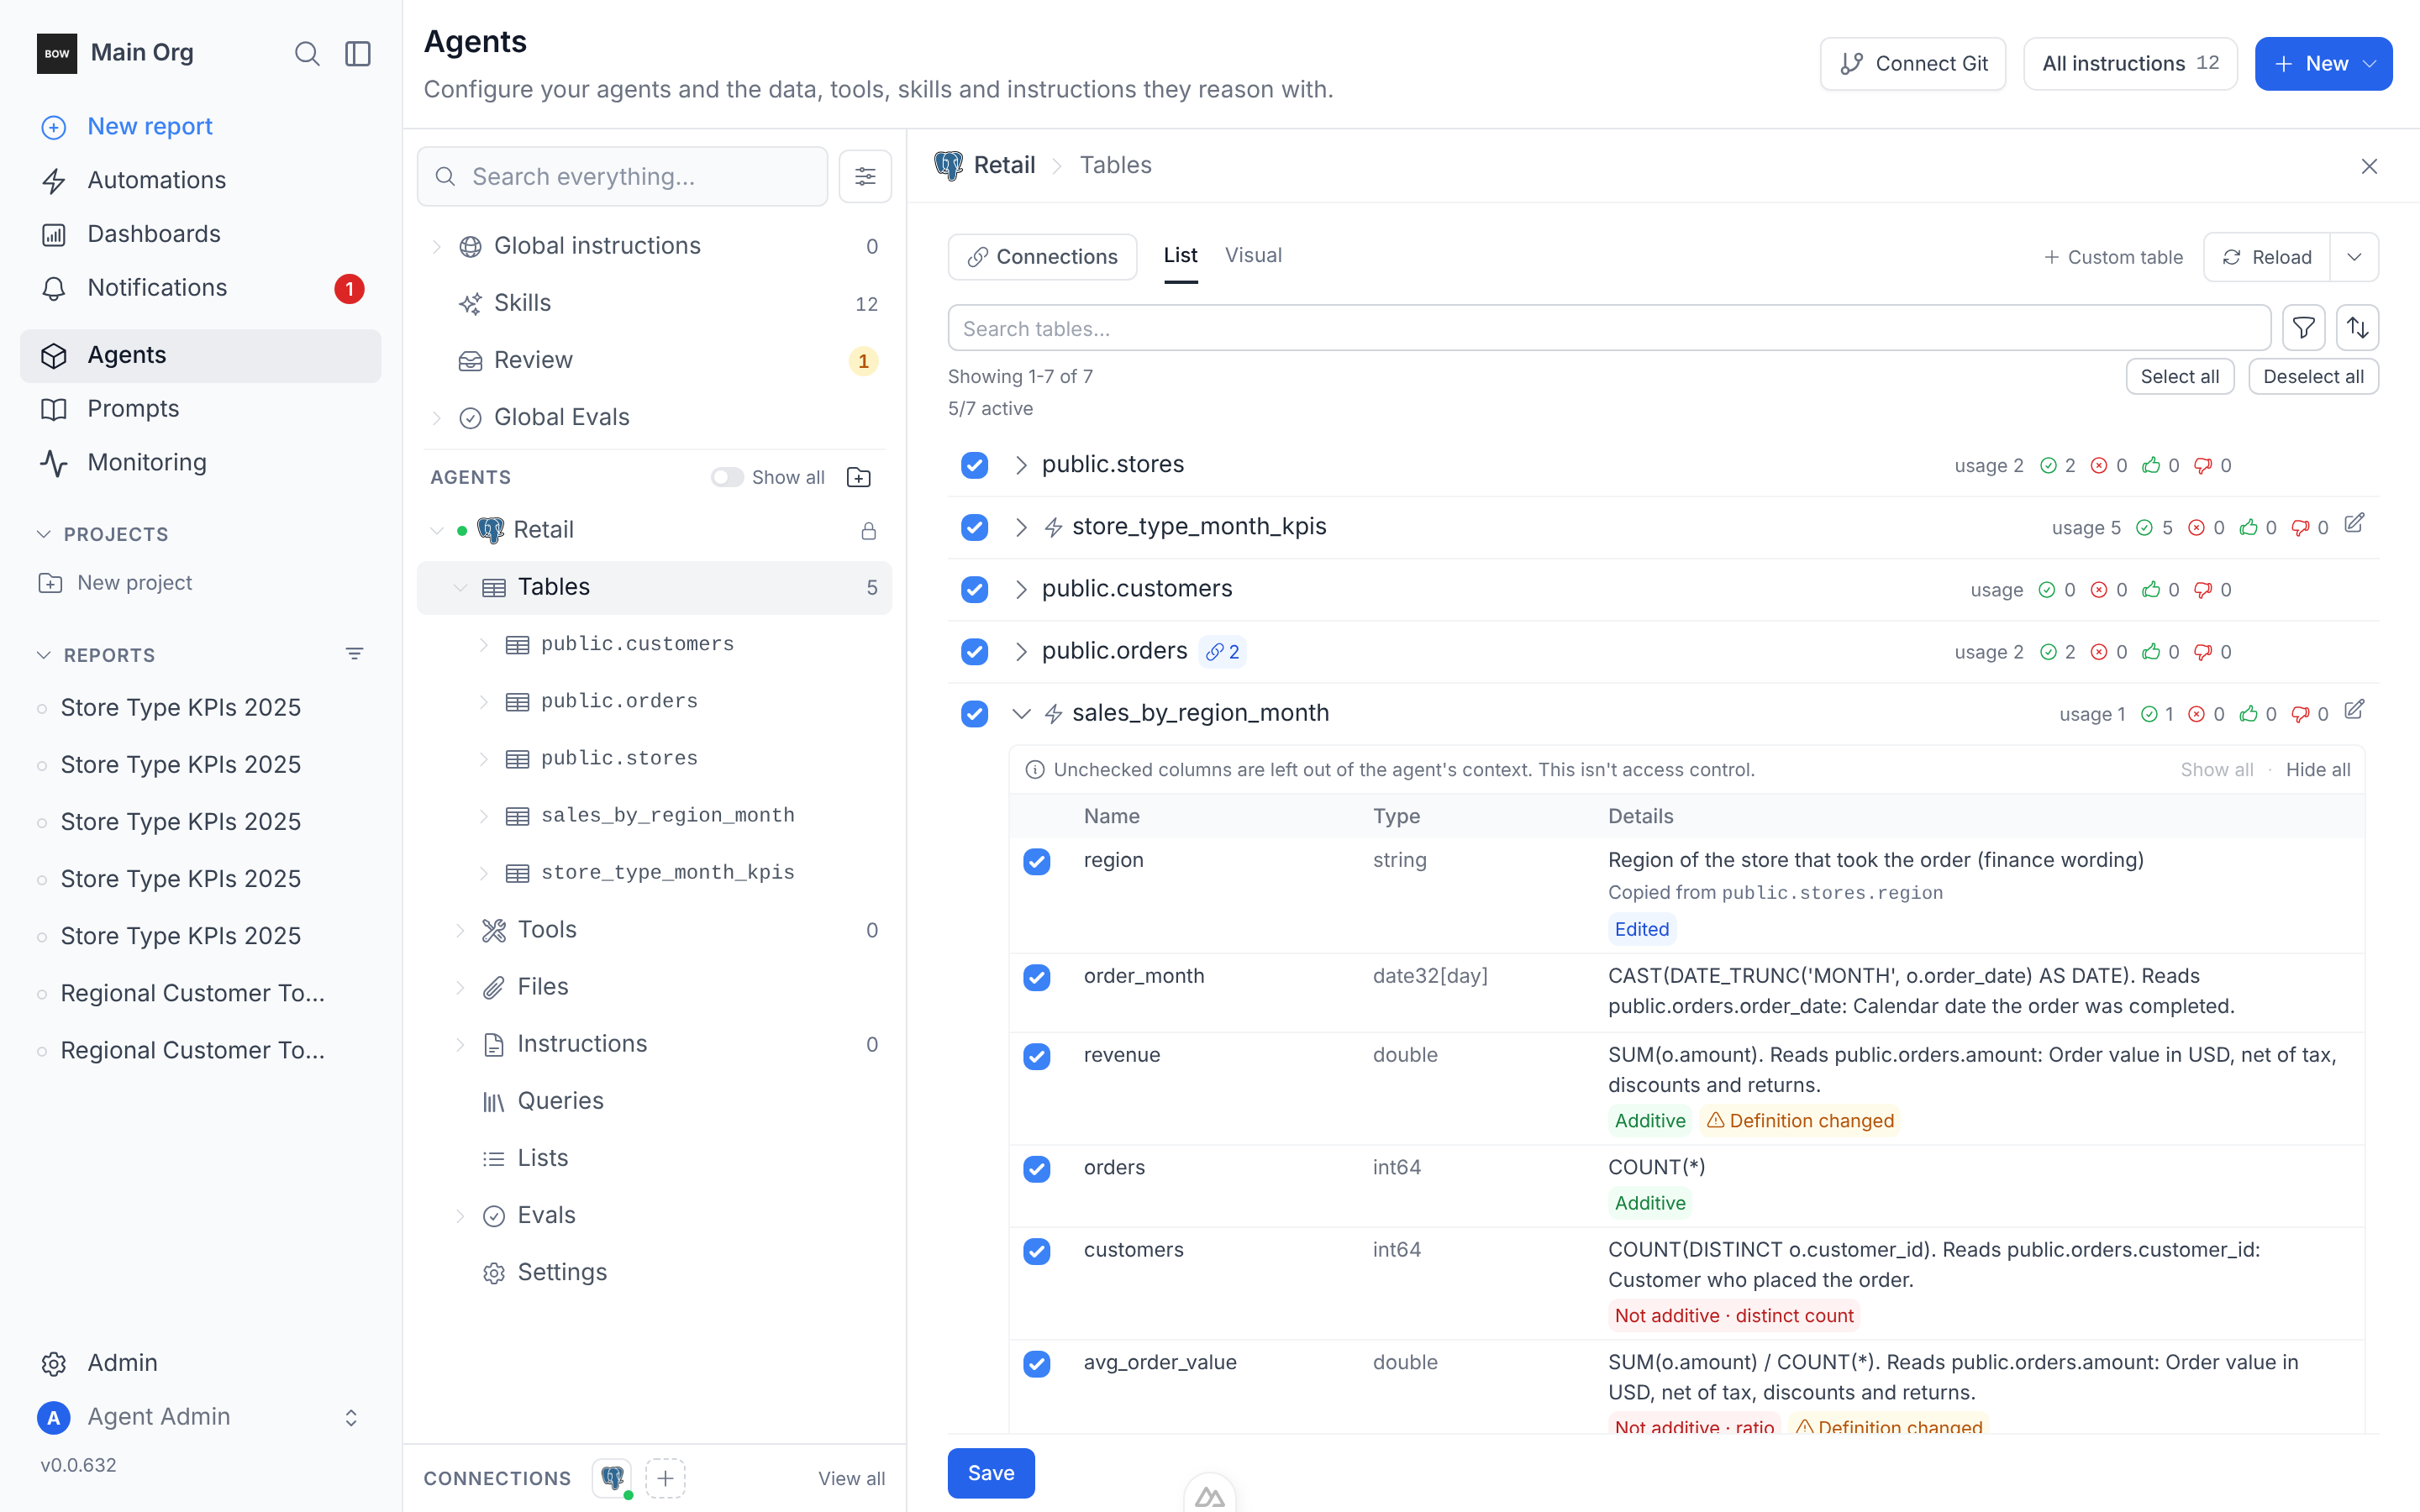 BOW
Main Org
New report
Automations
Dashboards
Notifications
1
Agents
Prompts
Monitoring
PROJECTS
New project
REPORTS
Store Type KPIs 2025
Store Type KPIs 2025
Store Type KPIs 2025
Store Type KPIs 2025
Store Type KPIs 2025
Regional Customer To...
Regional Customer To...
Admin
A
Agent Admin
v0.0.632
Agents
Configure your agents and the data, tools, skills and instructions they reason with.
Connect Git
All instructions 12
New
Search everything...
Global instructions 0
Skills 12
Review 1
Global Evals
AGENTS
Show all
Retail
Tables 5
public.customers
public.orders
public.stores
sales_by_region_month
store_type_month_kpis
Tools 0
Files
Instructions 0
Queries
Lists
Evals
Settings
CONNECTIONS
View all
Retail
Tables
Connections
List
Visual
Custom table
Reload
Search tables...
Showing 1-7 of 7
5/7 active
Select all
Deselect all
public.stores
usage 2 2 0 0 0
store_type_month_kpis
usage 5 5 0 0 0
public.customers
usage 0 0 0 0
public.orders 2
usage 2 2 0 0 0
sales_by_region_month
usage 1 1 0 0 0
Unchecked columns are left out of the agent's context. This isn't access control.
Show all · Hide all
Name Type Details
region string Region of the store that took the order (finance wording)
Copied from public.stores.region
Edited
order_month date32[day] CAST(DATE_TRUNC('MONTH', o.order_date) AS DATE). Reads
public.orders.order_date: Calendar date the order was completed.
revenue double SUM(o.amount). Reads public.orders.amount: Order value in USD, net of tax,
discounts and returns.
Additive Definition changed
orders int64 COUNT(*)
Additive
customers int64 COUNT(DISTINCT o.customer_id). Reads public.orders.customer_id:
Customer who placed the order.
Not additive · distinct count
avg_order_value double SUM(o.amount) / COUNT(*). Reads public.orders.amount: Order value in
USD, net of tax, discounts and returns.
Not additive · ratio Definition changed
Save